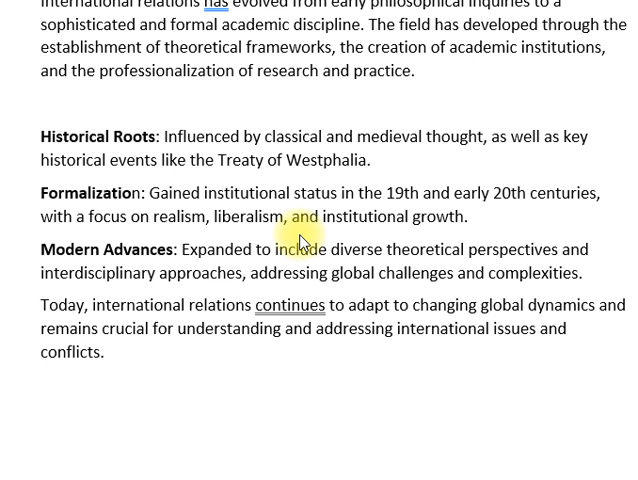 international relations has evolved from early philosophical inquiries to a
sophisticated and formal academic discipline. The field has developed through the
establishment of theoretical frameworks, the creation of academic institutions,
and the professionalization of research and practice.
Historical Roots: Influenced by classical and medieval thought, as well as key
historical events like the Treaty of Westphalia.
Formalization: Gained institutional status in the 19th and early 20th centuries,
with a focus on realism, liberalism, and institutional growth.
Modern Advances: Expanded to include diverse theoretical perspectives and
interdisciplinary approaches, addressing global challenges and complexities.
Today, international relations continues to adapt to changing global dynamics and
remains crucial for understanding and addressing international issues and
conflicts.